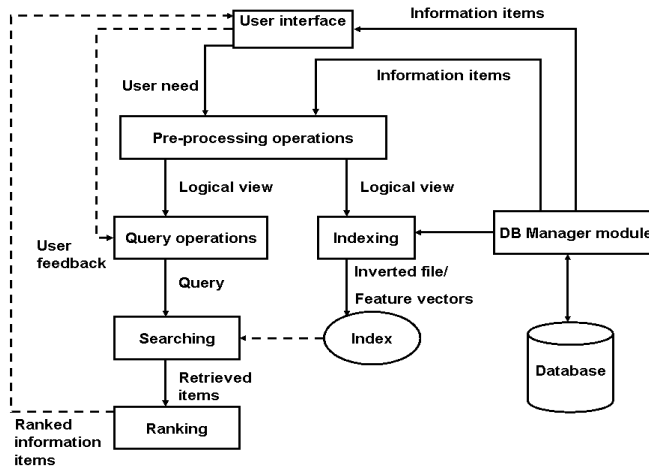 Information items
User interface
Information items
User need
Pre-processing operations
Logical view
Logical view
Query operations
Indexing
DB Manager module
User
feedback
Inverted file/
Feature vectors
Query
Searching
Index
Database
Retrieved
items
Ranking
Ranked
information
items